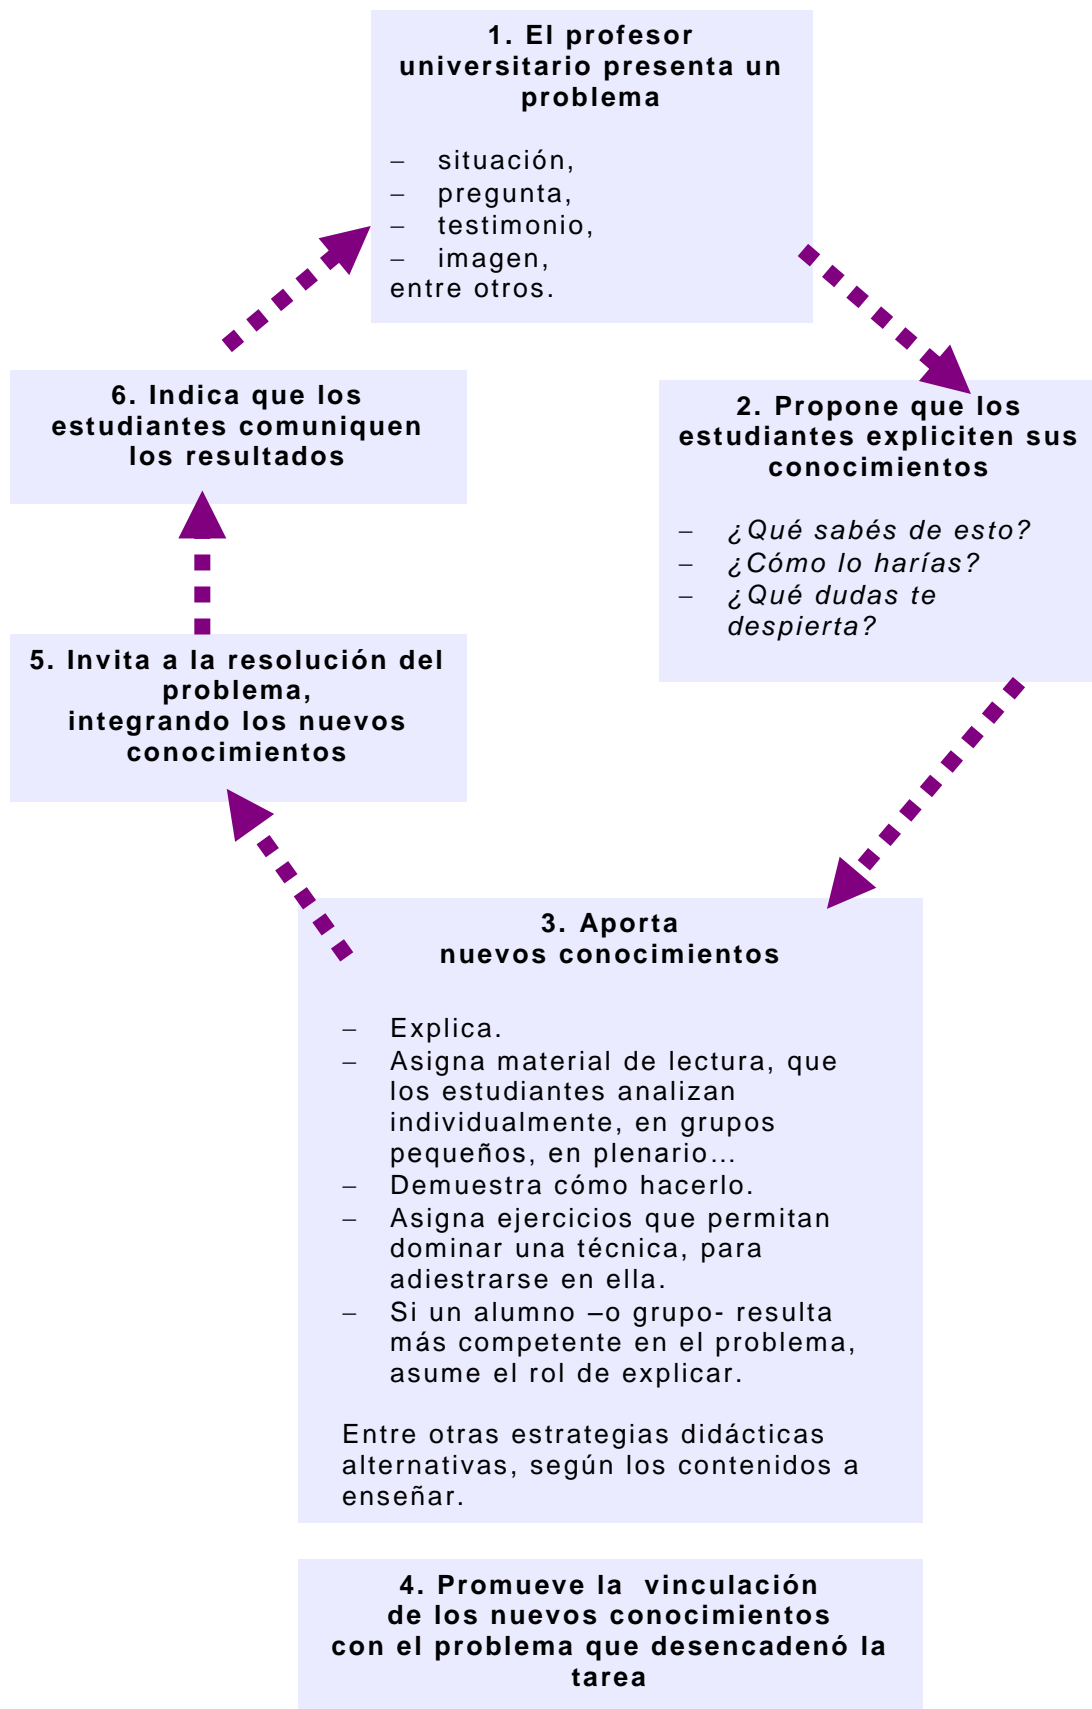 1. El profesor
universitario presenta un
problema
– situación,
– pregunta,
– testimonio,
– imagen,
entre otros.
2. Propone que los
estudiantes expliciten sus
conocimientos
– ¿Qué sabés de esto?
– ¿Cómo lo harías?
– ¿Qué dudas te
despierta?
3. Aporta
nuevos conocimientos
– Explica.
– Asigna material de lectura, que
los estudiantes analizan
individualmente, en grupos
pequeños, en plenario…
– Demuestra cómo hacerlo.
– Asigna ejercicios que permitan
dominar una técnica, para
adiestrarse en ella.
– Si un alumno –o grupo- resulta
más competente en el problema,
asume el rol de explicar.
Entre otras estrategias didácticas
alternativas, según los contenidos a
enseñar.
4. Promueve la  vinculación
de los nuevos conocimientos
con el problema que desencadenó la
tarea
5. Invita a la resolución del
problema,
integrando los nuevos
conocimientos
6. Indica que los
estudiantes comuniquen
los resultados